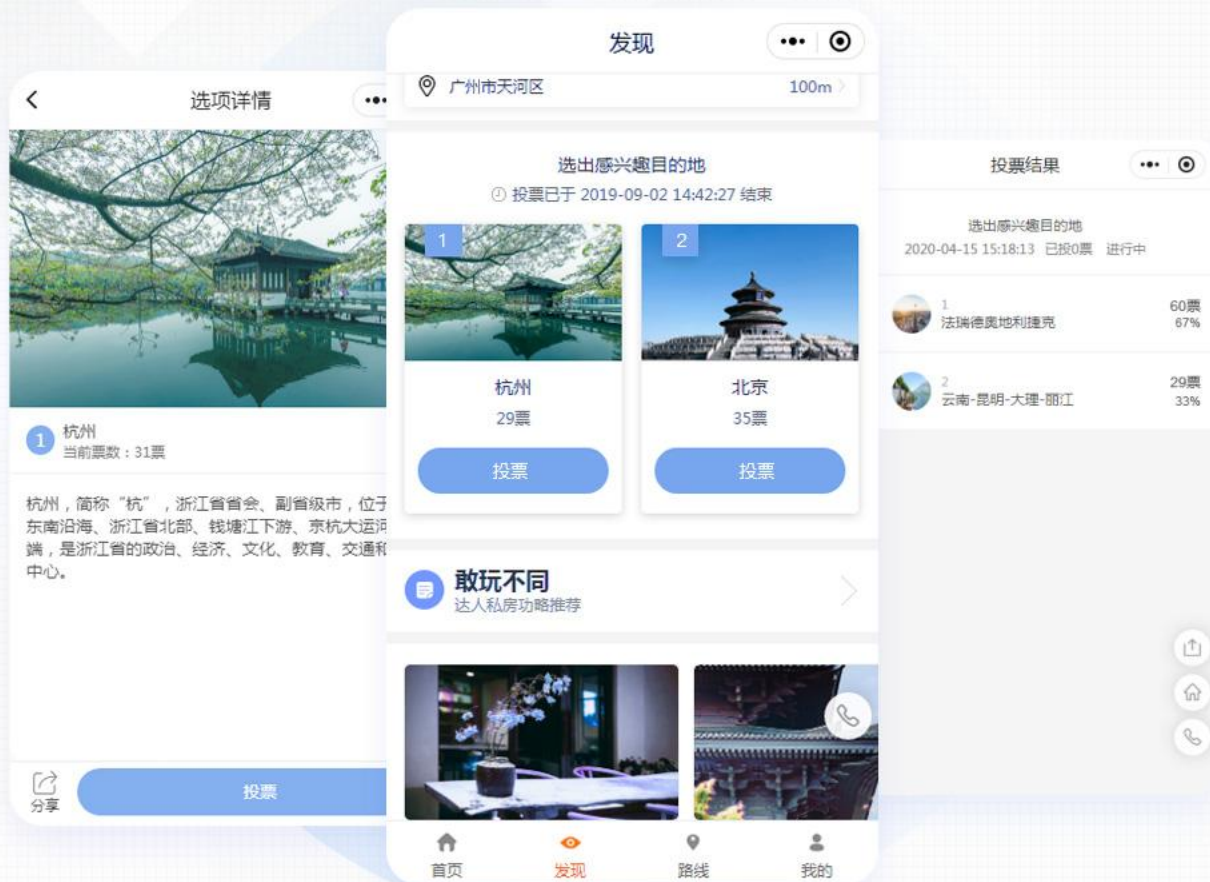 选项详情
杭州
当前票数：31票
1
杭州，简称“杭”，浙江省省会、副省级市，位于
东南沿海、浙江省北部、钱塘江下游、京杭大运河
端，是浙江省的政治、经济、文化、教育、交通和
中心。
分享
投票
发现
广州市天河区
100m
选出感兴趣目的地
投票已于 2019-09-02 14:42:27 结束
1
2
杭州
北京
29票
35票
投票
投票
敢玩不同
达人私房功略推荐
首页
发现
路线
我的
投票结果
选出感兴趣目的地
2020-04-15 15:18:13 已投0票 进行中
1
法瑞德奥地利捷克
60票
67%
2
云南-昆明-大理-丽江
29票
33%